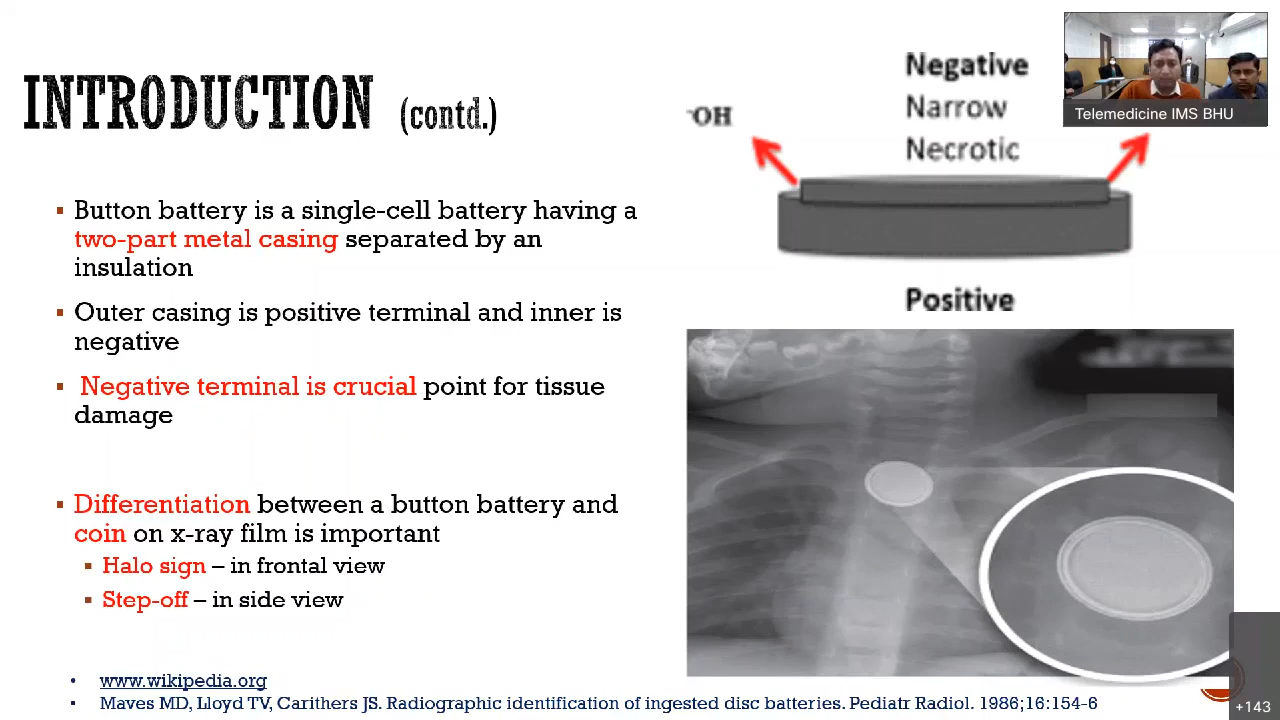 INTRODUCTION (contd.)
Button battery is a single-cell battery having a
two-part metal casing separated by an
insulation
Outer casing is positive terminal and inner is
negative
Negative terminal is crucial point for tissue
damage
Differentiation between a button battery and
coin on x-ray film is important
Halo sign – in frontal view
Step-off – in side view
www.wikipedia.org
Maves MD, Lloyd TV, Carithers JS. Radiographic identification of ingested disc batteries. Pediatr Radiol. 1986;16:154-6
-OH
Negative
Narrow
Necrotic
Positive
Telemedicine IMS BHU
+143